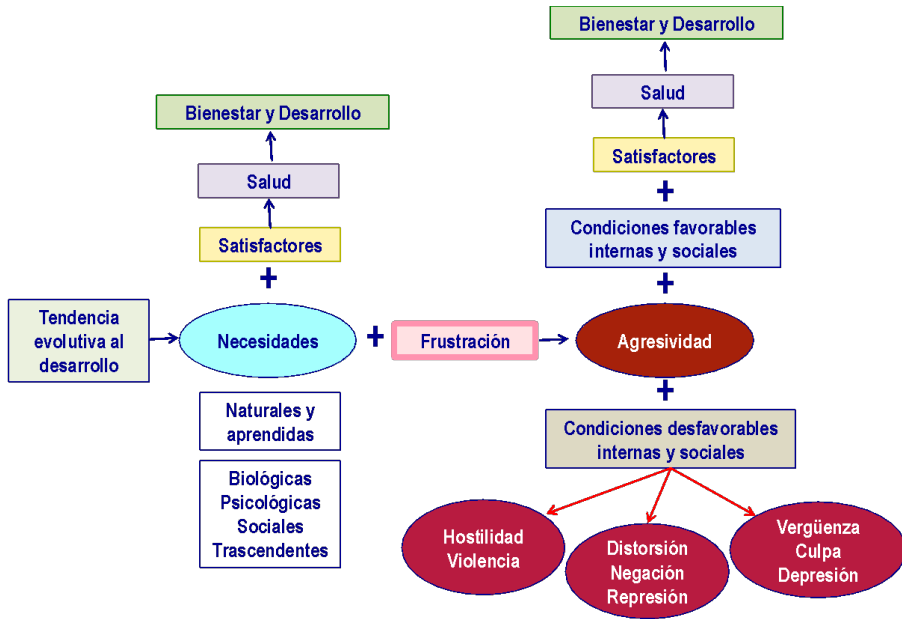 Bienestar y Desarrollo
Salud
Satisfactores
+
Condiciones favorables
internas y sociales
+
Bienestar y Desarrollo
Salud
Satisfactores
+
Tendencia
evolutiva al
desarrollo
Necesidades
+
Frustración
Agresividad
+
Naturales y
aprendidas
Biológicas
Psicológicas
Sociales
Trascendentes
Condiciones desfavorables
internas y sociales
Hostilidad
Violencia
Distorsión
Negación
Represión
Vergüenza
Culpa
Depresión